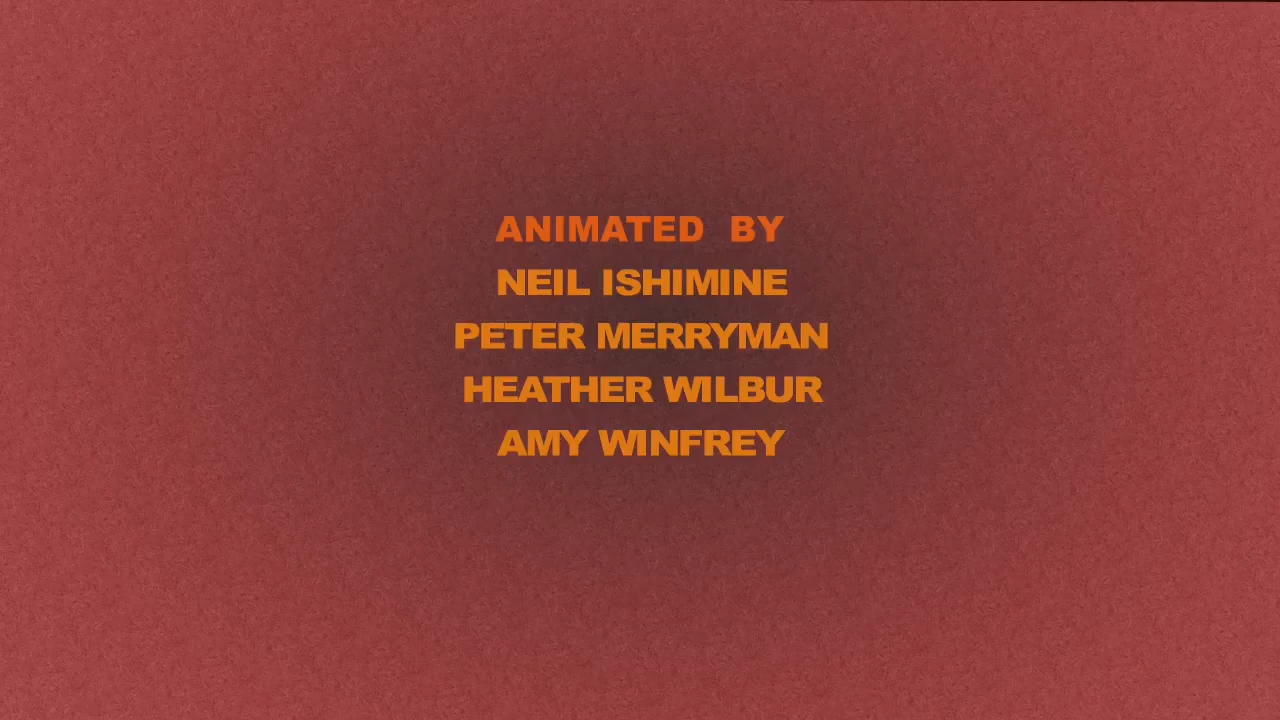 ANIMATED BY
NEIL ISHIMINE
PETER MERRYMAN
HEATHER WILBUR
AMY WINFREY